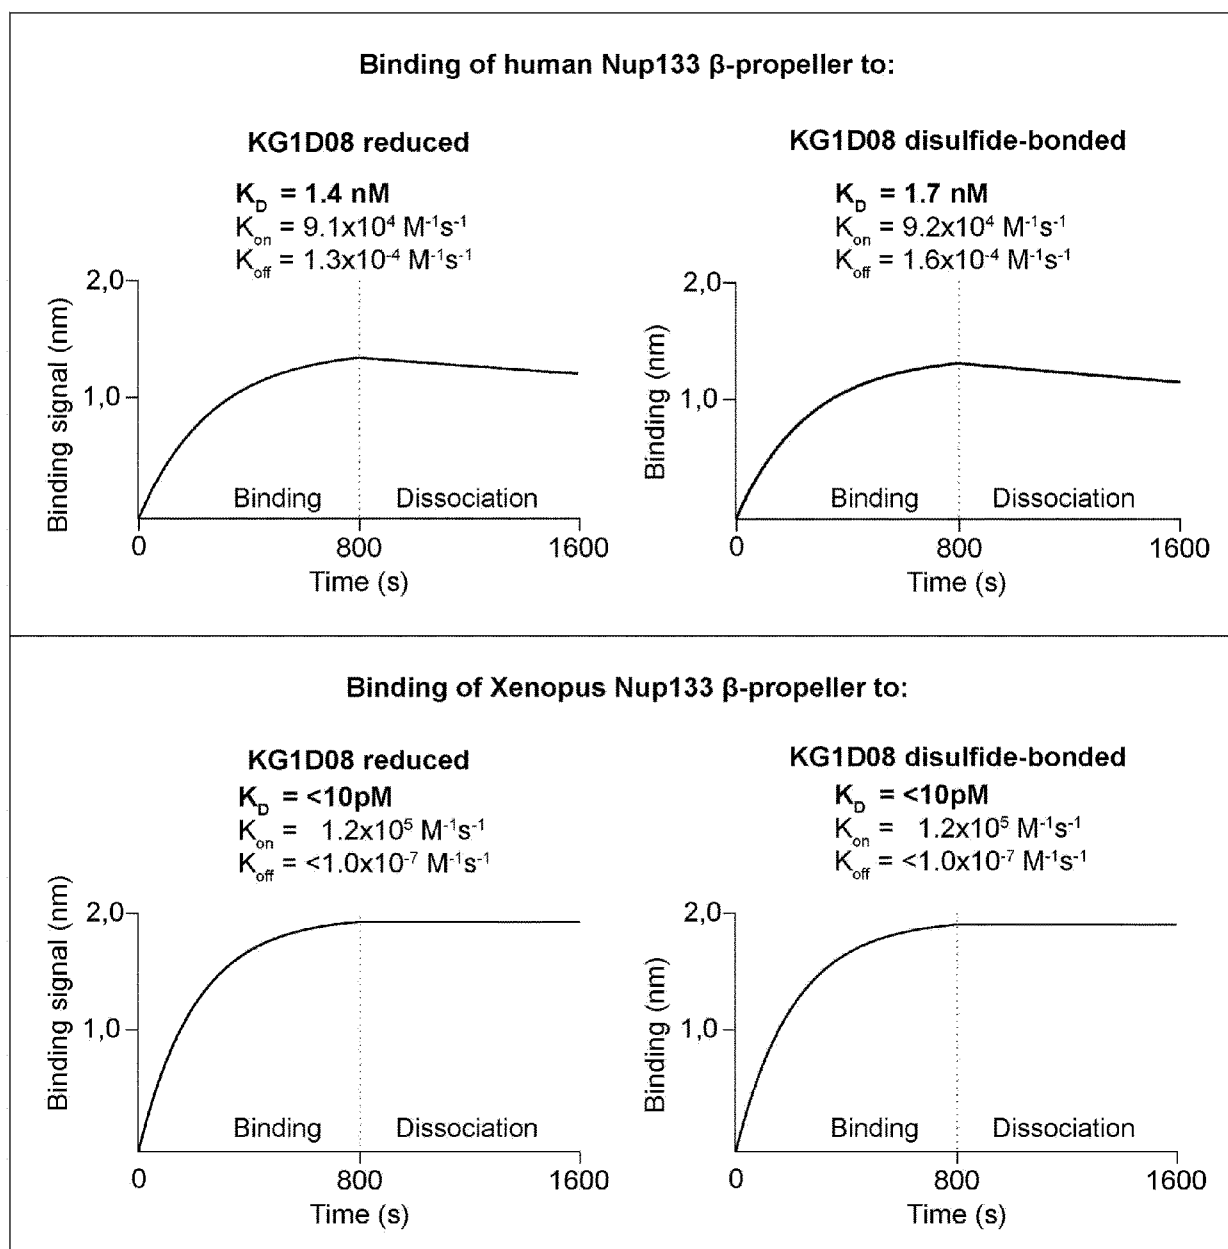 Binding of human Nup133 β-propeller to:
KG1D08 reduced
K_D = 1.4 nM
K_on = 9.1x10⁴ M⁻¹s⁻¹
K_off = 1.3x10⁻⁴ M⁻¹s⁻¹
Binding signal (nm)
2,0
1,0
Binding
Dissociation
0
800
1600
Time (s)
KG1D08 disulfide-bonded
K_D = 1.7 nM
K_on = 9.2x10⁴ M⁻¹s⁻¹
K_off = 1.6x10⁻⁴ M⁻¹s⁻¹
Binding (nm)
2,0
1,0
Binding
Dissociation
0
800
1600
Time (s)
Binding of Xenopus Nup133 β-propeller to:
KG1D08 reduced
K_D = <10pM
K_on = 1.2x10⁵ M⁻¹s⁻¹
K_off = <1.0x10⁻⁷ M⁻¹s⁻¹
Binding signal (nm)
2,0
1,0
Binding
Dissociation
0
800
1600
Time (s)
KG1D08 disulfide-bonded
K_D = <10pM
K_on = 1.2x10⁵ M⁻¹s⁻¹
K_off = <1.0x10⁻⁷ M⁻¹s⁻¹
Binding (nm)
2,0
1,0
Binding
Dissociation
0
800
1600
Time (s)